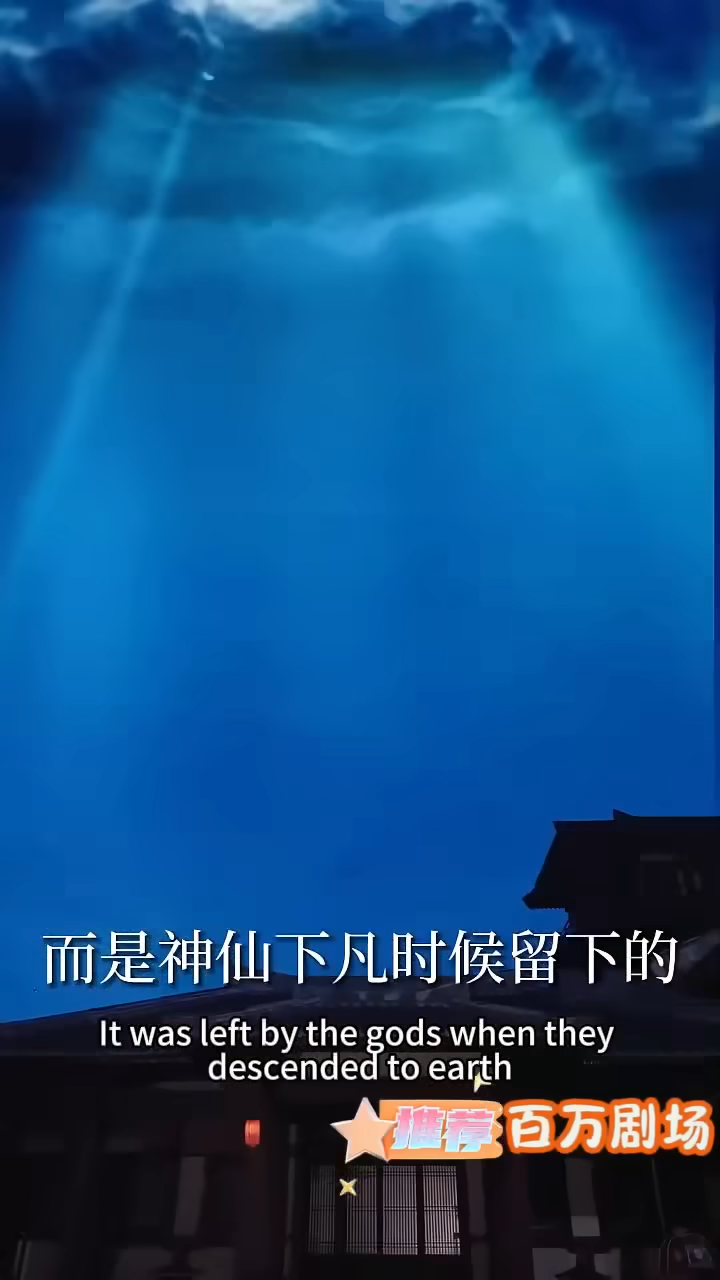 而是神仙下凡时候留下的
It was left by the gods when they
descended to earth
推荐 百万剧场